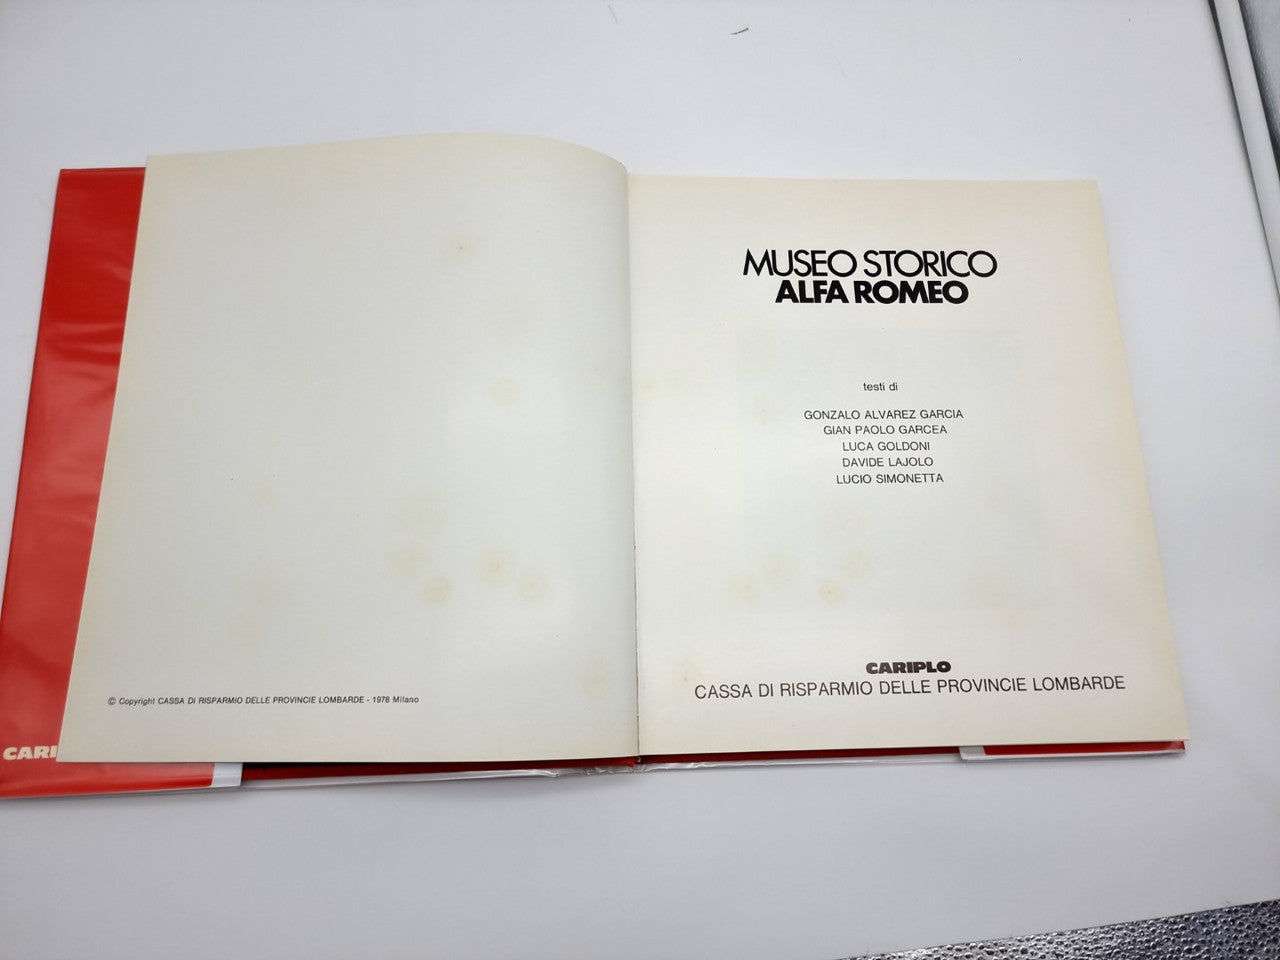 CARI
© Copyright CASSA DI RISPARMIO DELLE PROVINCIE LOMBARDE - 1978 Milano
MUSEO STORICO
ALFA ROMEO
testi di
GONZALO ALVAREZ GARCIA
GIAN PAOLO GARCEA
LUCA GOLDONI
DAVIDE LAJOLO
LUCIO SIMONETTA
CARIPLO
CASSA DI RISPARMIO DELLE PROVINCIE LOMBARDE